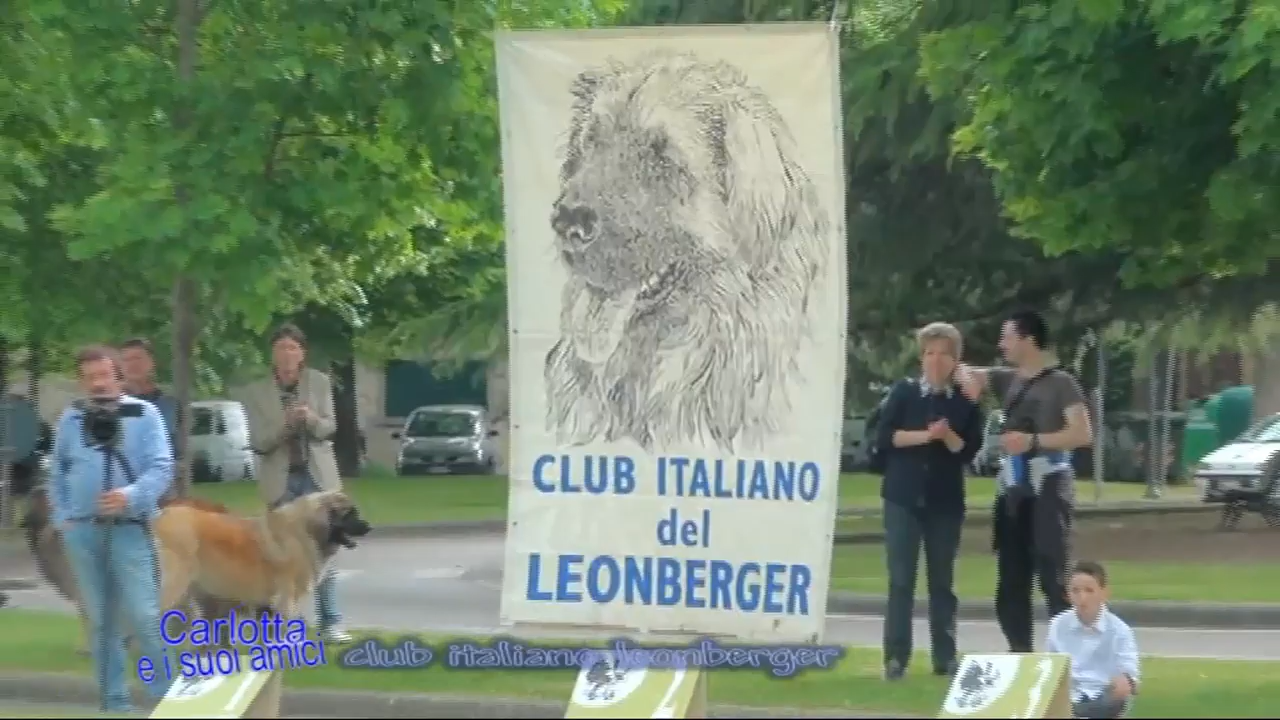 CLUB ITALIANO
del
LEONBERGER
Carlotta
e i suoi amici
club italiano leonberger